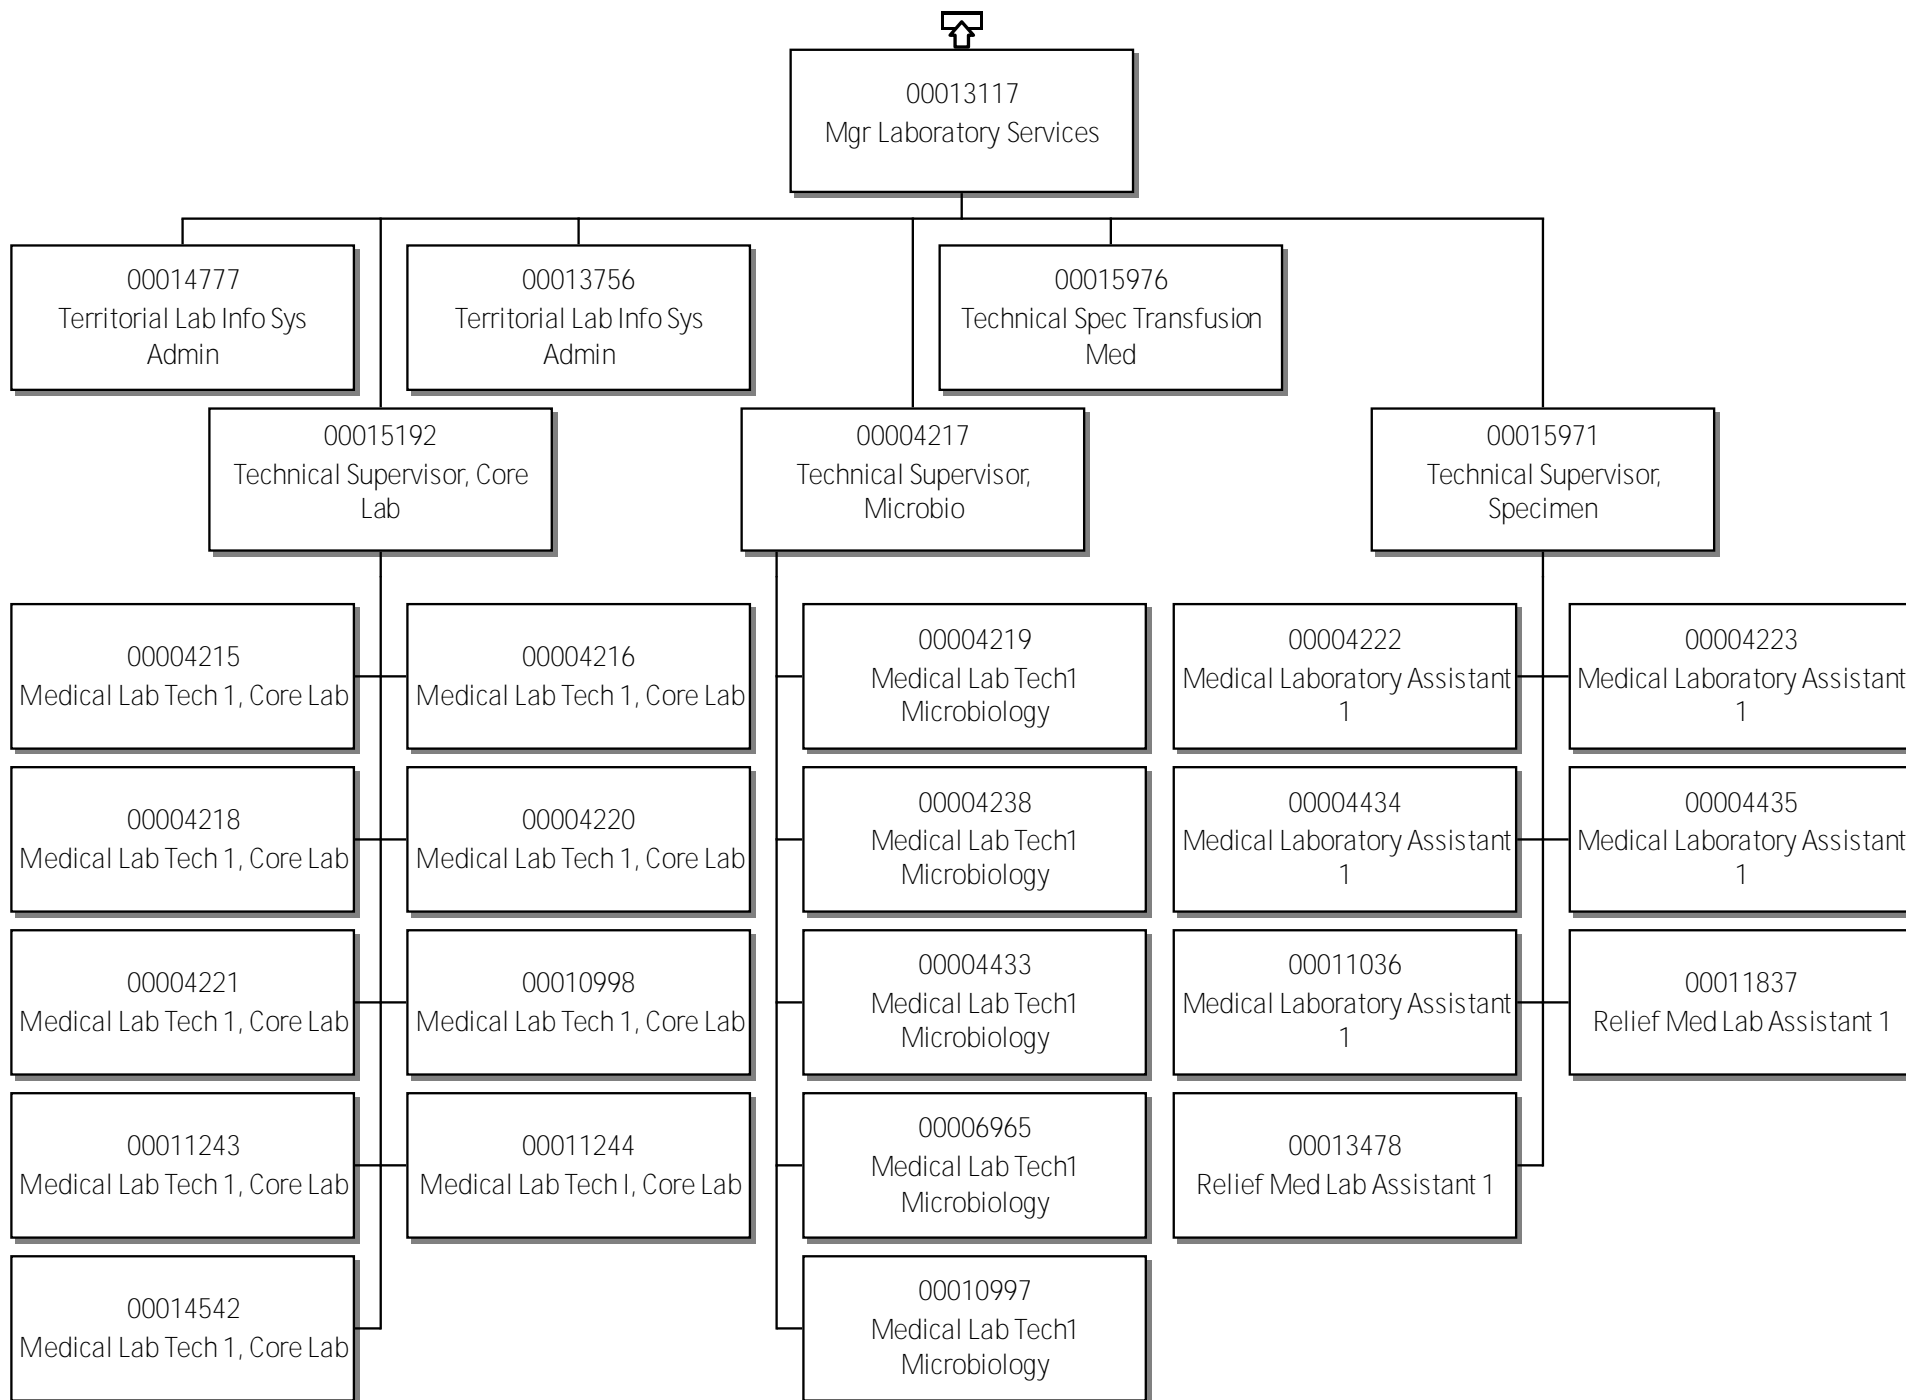 00013117
Mgr Laboratory Services
00014777
Territorial Lab Info Sys
Admin
00013756
Territorial Lab Info Sys
Admin
00015976
Technical Spec Transfusion
Med
00015192
Technical Supervisor, Core
Lab
00004217
Technical Supervisor,
Microbio
00015971
Technical Supervisor,
Specimen
00004215
Medical Lab Tech 1, Core Lab
00004216
Medical Lab Tech 1, Core Lab
00004219
Medical Lab Tech1
Microbiology
00004222
Medical Laboratory Assistant
1
00004223
Medical Laboratory Assistant
1
00004218
Medical Lab Tech 1, Core Lab
00004220
Medical Lab Tech 1, Core Lab
00004238
Medical Lab Tech1
Microbiology
00004434
Medical Laboratory Assistant
1
00004435
Medical Laboratory Assistant
1
00004221
Medical Lab Tech 1, Core Lab
00010998
Medical Lab Tech 1, Core Lab
00004433
Medical Lab Tech1
Microbiology
00011036
Medical Laboratory Assistant
1
00011837
Relief Med Lab Assistant 1
00011243
Medical Lab Tech 1, Core Lab
00011244
Medical Lab Tech I, Core Lab
00006965
Medical Lab Tech1
Microbiology
00013478
Relief Med Lab Assistant 1
00014542
Medical Lab Tech 1, Core Lab
00010997
Medical Lab Tech1
Microbiology